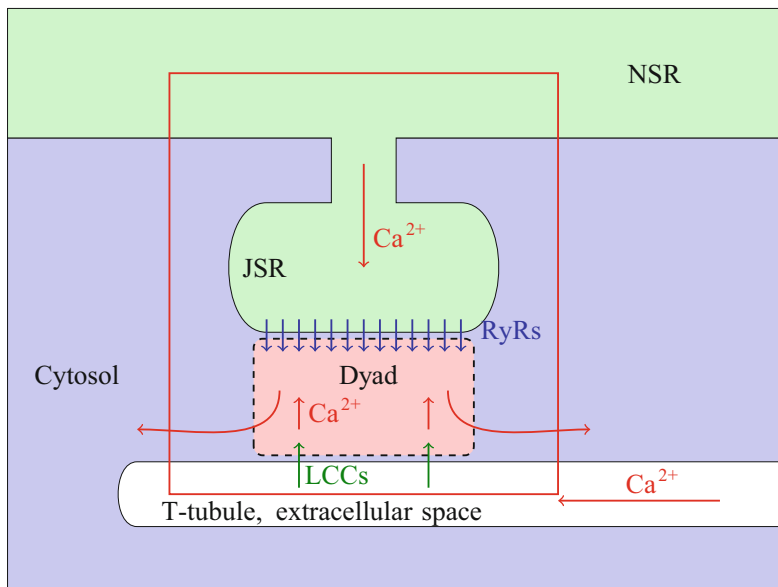 NSR
Ca²⁺
JSR
RyRs
Cytosol
Dyad
Ca²⁺
LCCs
Ca²⁺
T-tubule, extracellular space